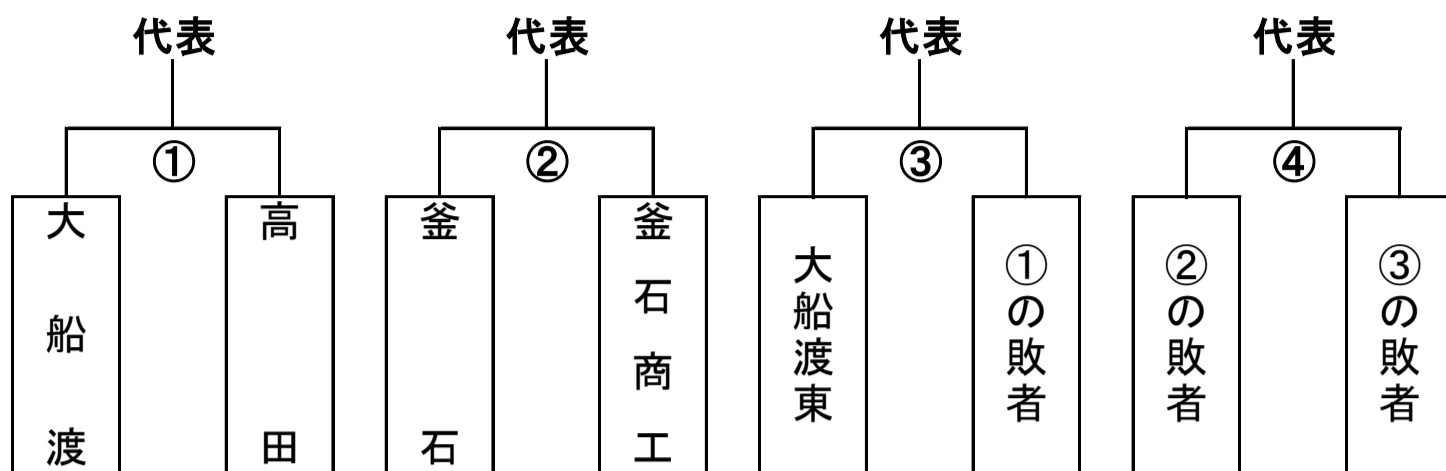 代表
代表
代表
代表
①
②
③
④
大船渡
高田
釜石
釜石商工
大船渡東
①の敗者
②の敗者
③の敗者